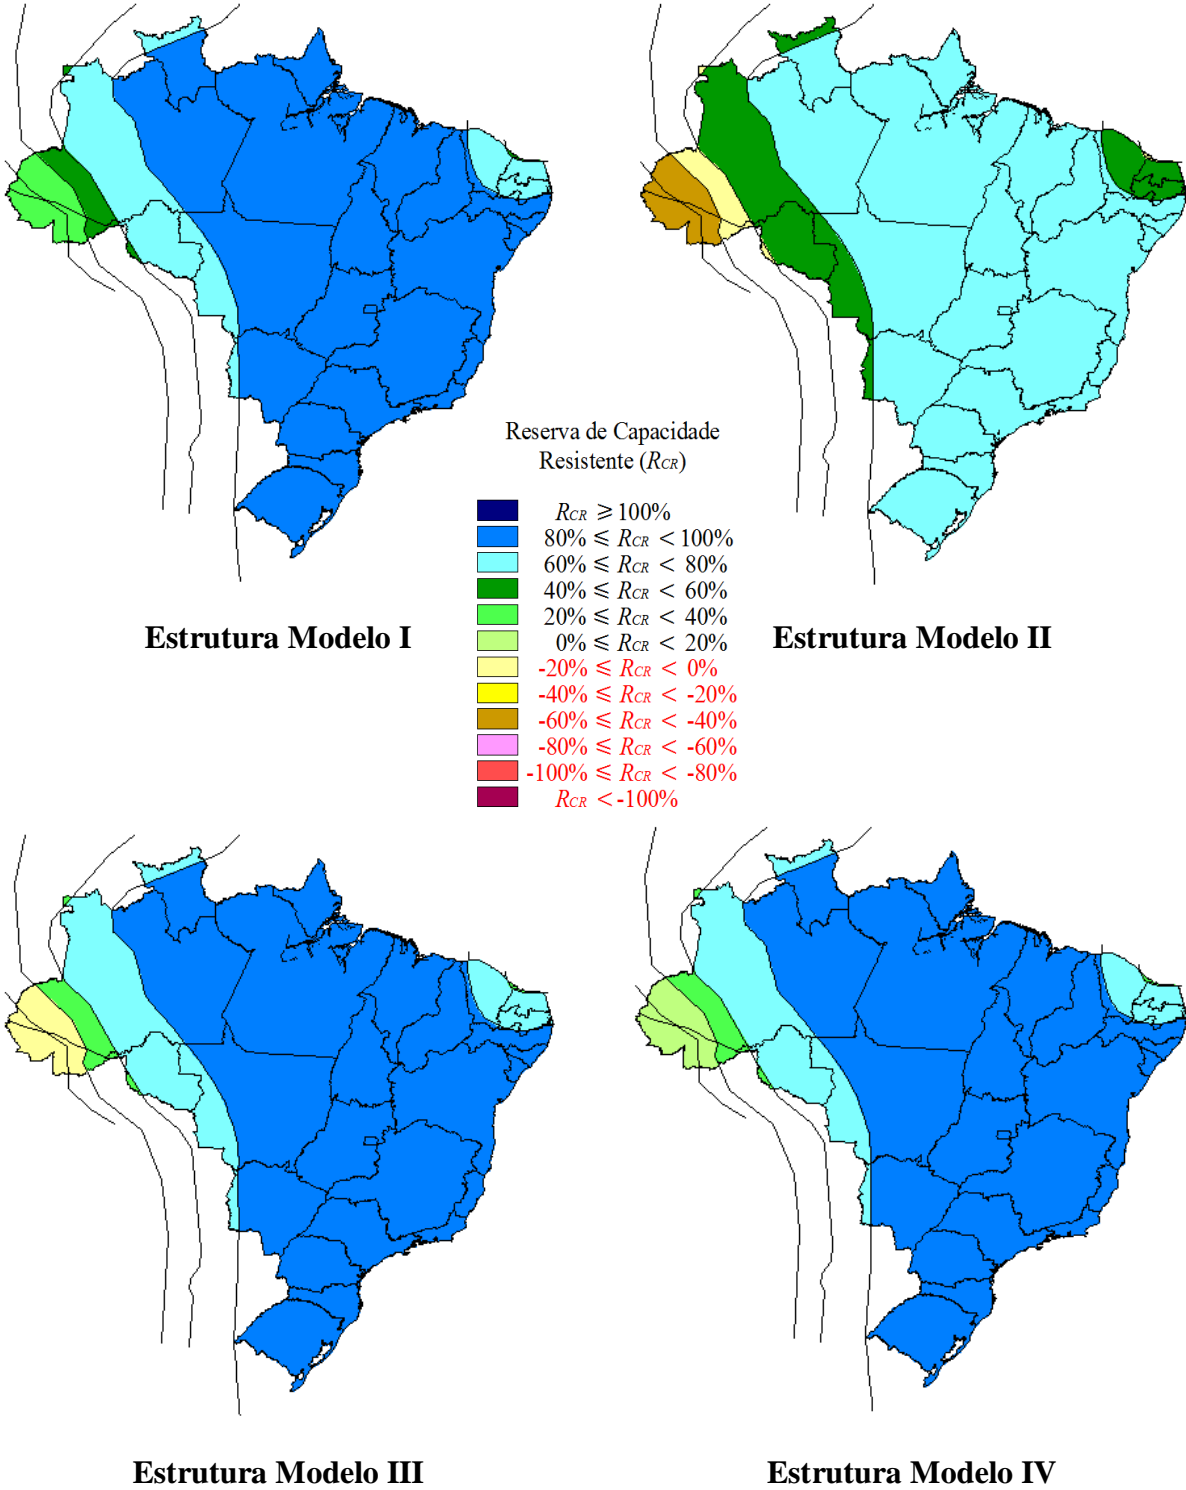 Reserva de Capacidade
Resistente (RCR)
RCR ⩾ 100%
80% ⩽ RCR < 100%
60% ⩽ RCR < 80%
40% ⩽ RCR < 60%
20% ⩽ RCR < 40%
0% ⩽ RCR < 20%
-20% ⩽ RCR < 0%
-40% ⩽ RCR < -20%
-60% ⩽ RCR < -40%
-80% ⩽ RCR < -60%
-100% ⩽ RCR < -80%
RCR < -100%
Estrutura Modelo I
Estrutura Modelo II
Estrutura Modelo III
Estrutura Modelo IV